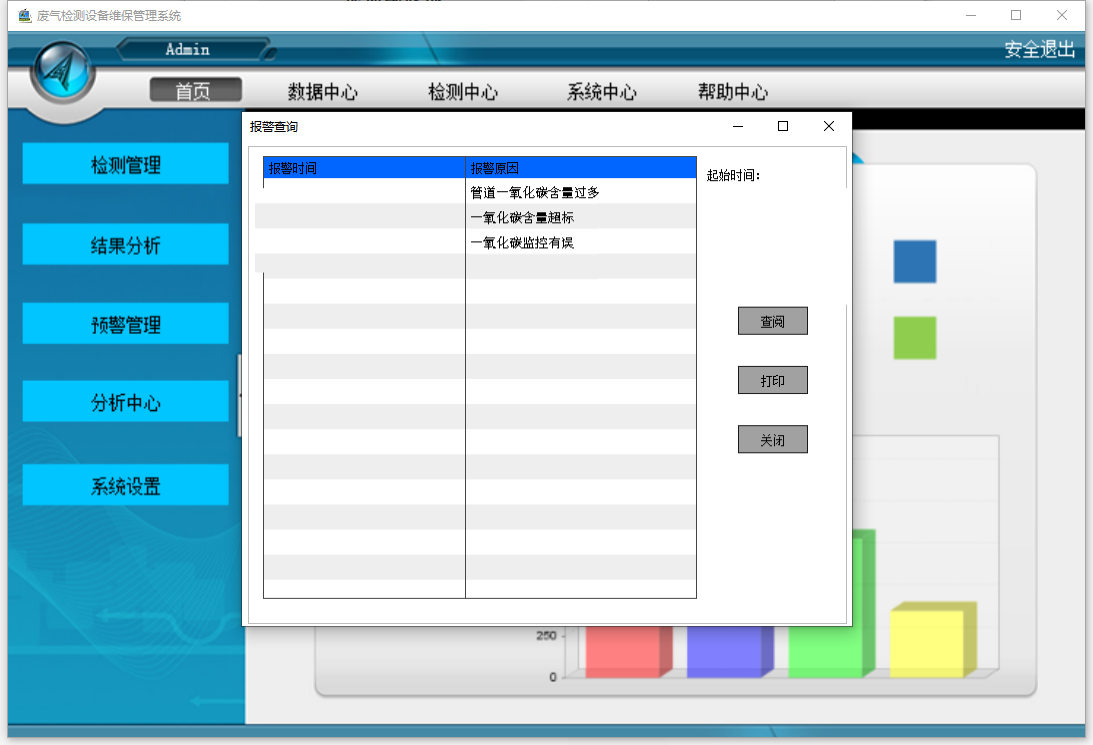 废气检测设备维保管理系统
Admin
安全退出
首页
数据中心
检测中心
系统中心
帮助中心
检测管理
结果分析
预警管理
分析中心
系统设置
报警查询
报警时间
报警原因
管道一氧化碳含量过多
一氧化碳含量超标
一氧化碳监控有误
起始时间：
查阅
打印
关闭
250
0